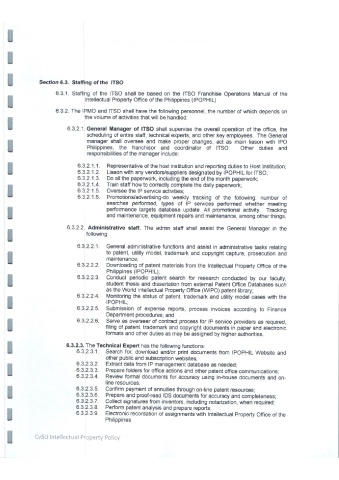 Section 6.3. Staffing of the ITSO
6.3.1. Staffing of the ITSO shall be based on the ITSO Franchise Operations Manual of the
Intellectual Property Office of the Philippines (IPOPHIL)
6.3.2. The IPMO and ITSO shall have the following personnel, the number of which depends on
the volume of activities that will be handled:
6.3.2.1. General Manager of ITSO shall supervise the overall operation of the office, the
scheduling of entire staff, technical experts, and other key employees. The General
manager shall oversee and make proper changes, act as main liaison with IPO
Philippines, the franchisor and coordinator of ITSO. Other duties and
responsibilities of the manager include:
6.3.2.1.1. Representative of the host institution and reporting duties to Host Institution;
6.3.2.1.2. Liaison with any vendors/suppliers designated by IPOPHIL for ITSO;
6.3.2.1.3. Do all the paperwork, including the end of the month paperwork;
6.3.2.1.4. Train staff how to correctly complete the daily paperwork;
6.3.2.1.5. Oversee the IP service activities;
6.3.2.1.6. Promotions/advertising-do weekly tracking of the following: number of
searches performed, types of IP services performed whether meeting
performance targets database update. All promotional activity. Tracking
and maintenance, equipment repairs and maintenance, among other things.
6.3.2.2. Administrative staff. The admin staff shall assist the General Manager in the
following:
6.3.2.2.1. General administrative functions and assist in administrative tasks relating
to patent, utility model, trademark and copyright capture, prosecution and
maintenance;
6.3.2.2.2. Downloading of patent materials from the Intellectual Property Office of the
Philippines (IPOPHIL);
6.3.2.2.3. Conduct periodic patent search for research conducted by our faculty,
student thesis and dissertation from external Patent Office Databases such
as the World Intellectual Property Office (WIPO) patent library;
6.3.2.2.4. Monitoring the status of patent, trademark and utility model cases with the
IPOPHIL;
6.3.2.2.5. Submission of expense reports, process invoices according to Finance
Department procedures; and
6.3.2.2.6. Serve as overseer of contract process for IP service providers as required,
filing of patent, trademark and copyright documents in paper and electronic
formats and other duties as may be assigned by higher authorities.
6.3.2.3. The Technical Expert has the following functions:
6.3.2.3.1. Search for, download and/or print documents from IPOPHIL Website and
other public and subscription websites;
6.3.2.3.2. Extract data from IP management database as needed;
6.3.2.3.3. Prepare folders for office actions and other patent office communications;
6.3.2.3.4. Review formal documents for accuracy using in-house documents and on-
line resources;
6.3.2.3.5. Confirm payment of annuities through on-line patent resources;
6.3.2.3.6. Prepare and proof-read IDS documents for accuracy and completeness;
6.3.2.3.7. Collect signatures from inventors, including notarization, when required;
6.3.2.3.8. Perform patent analysis and prepare reports;
6.3.2.3.9. Electronic recordation of assignments with Intellectual Property Office of the
Philippines
CvSU Intellectual Property Policy